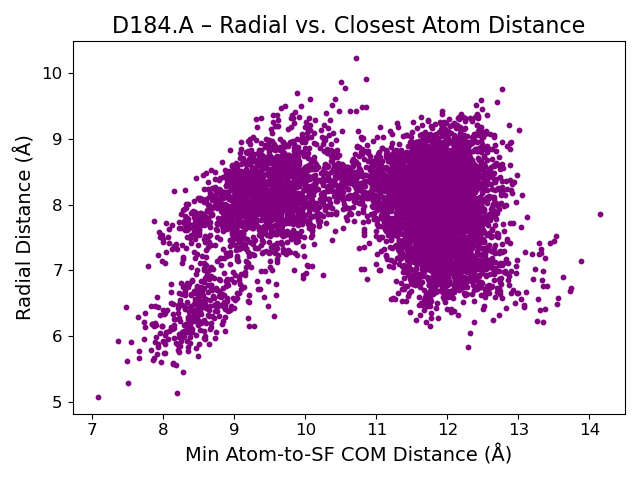 D184.A – Radial vs. Closest Atom Distance
10
9
8
7
6
5
Radial Distance (Å)
7 8 9 10 11 12 13 14
Min Atom-to-SF COM Distance (Å)